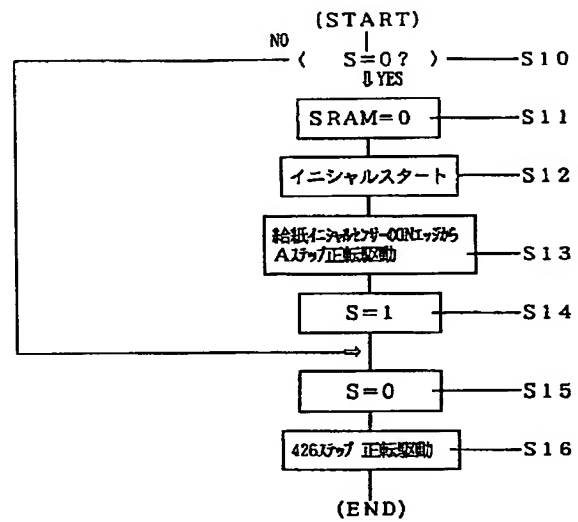 (START)
NO
〈 S=0? 〉 S10
⇓ YES
SRAM=0 S11
イニシャルスタート S12
給紙イニシャルセンサーのONエッジから
Aステップ正転駆動 S13
S=1 S14
⇒
S=0 S15
426ステップ 正転駆動 S16
(END)